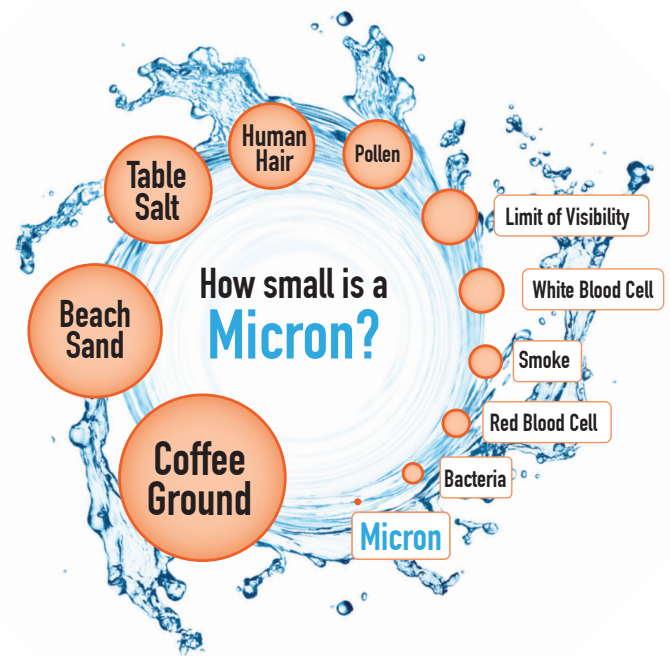 How small is a
Micron?
Human
Hair
Pollen
Table
Salt
Limit of Visibility
White Blood Cell
Beach
Sand
Smoke
Red Blood Cell
Coffee
Ground
Bacteria
Micron